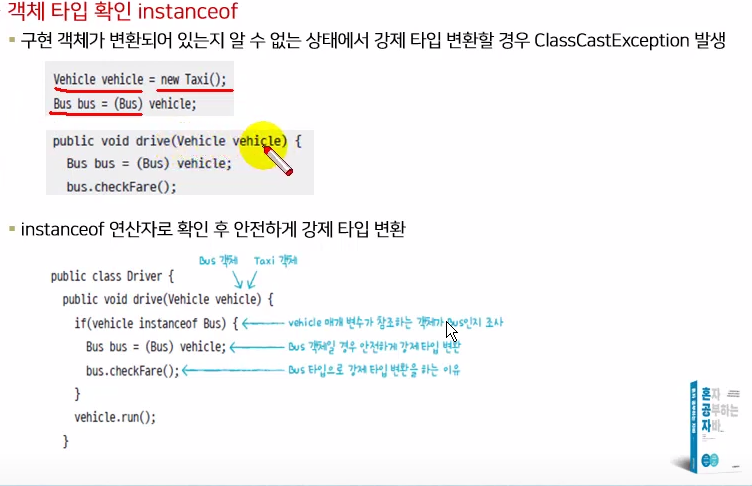 객체 타입 확인 instanceof
구현 객체가 변환되어 있는지 알 수 없는 상태에서 강제 타입 변환할 경우 ClassCastException 발생
Vehicle vehicle = new Taxi();
Bus bus = (Bus) vehicle;
public void drive(Vehicle vehicle) {
Bus bus = (Bus) vehicle;
bus.checkFare();
instanceof 연산자로 확인 후 안전하게 강제 타입 변환
Bus 객체 Taxi 객체
public class Driver {
public void drive(Vehicle vehicle) {
if(vehicle instanceof Bus) { vehicle 매개 변수가 참조하는 객체가 Bus인지 조사
Bus bus = (Bus) vehicle; Bus 객체일 경우 안전하게 강제 타입 변환
bus.checkFare(); Bus 타입으로 강제 타입 변환을 하는 이유
}
vehicle.run();
}
혼자
공부하는
자바